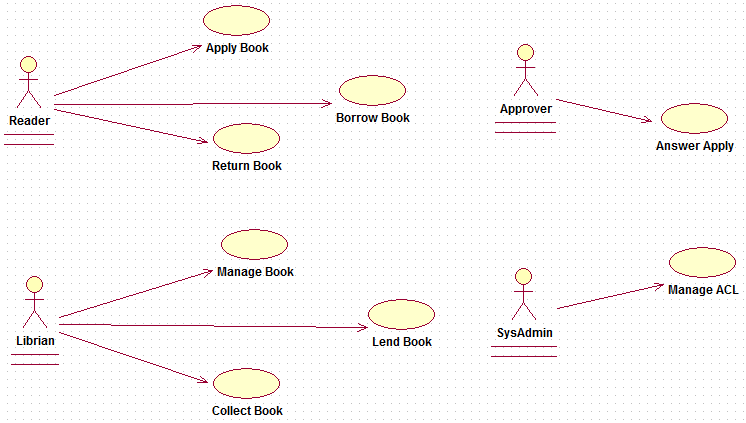 Apply Book
Reader
Borrow Book
Return Book
Approver
Answer Apply
Manage Book
Librian
Lend Book
Collect Book
SysAdmin
Manage ACL